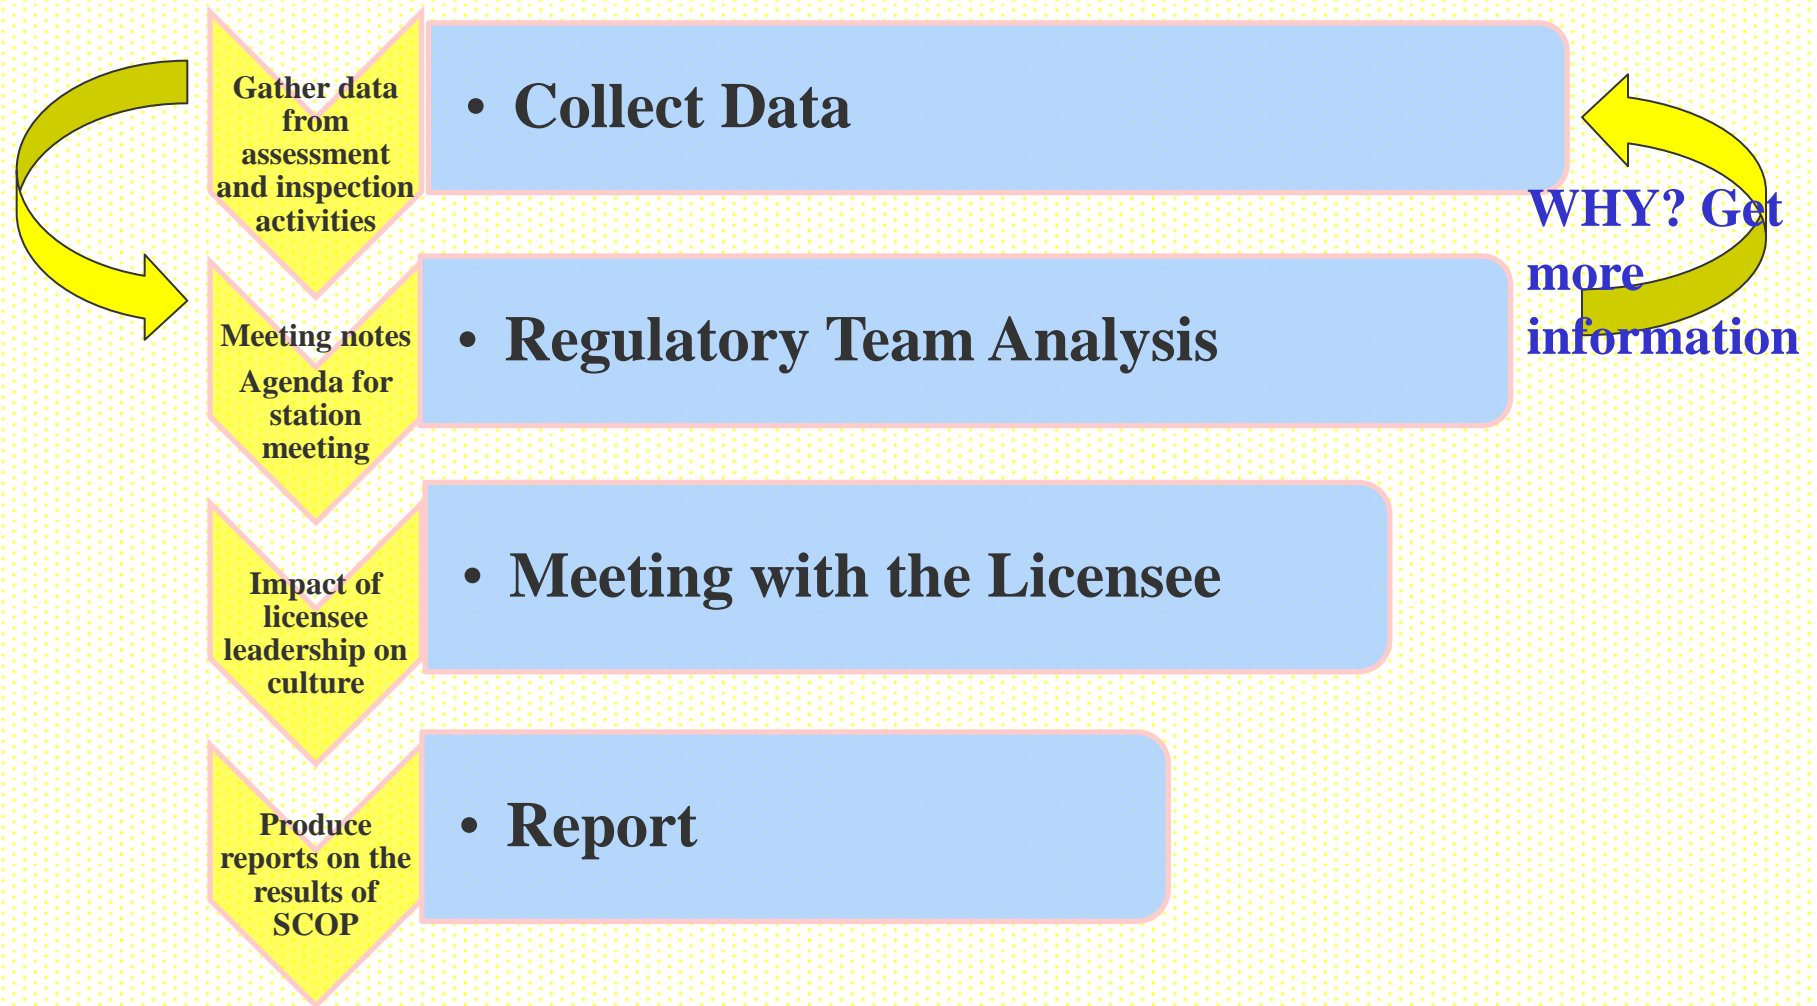 Gather data
from
assessment
and inspection
activities
• Collect Data
WHY? Get
more
information
Meeting notes
Agenda for
station
meeting
• Regulatory Team Analysis
Impact of
licensee
leadership on
culture
• Meeting with the Licensee
Produce
reports on the
results of
SCOP
• Report